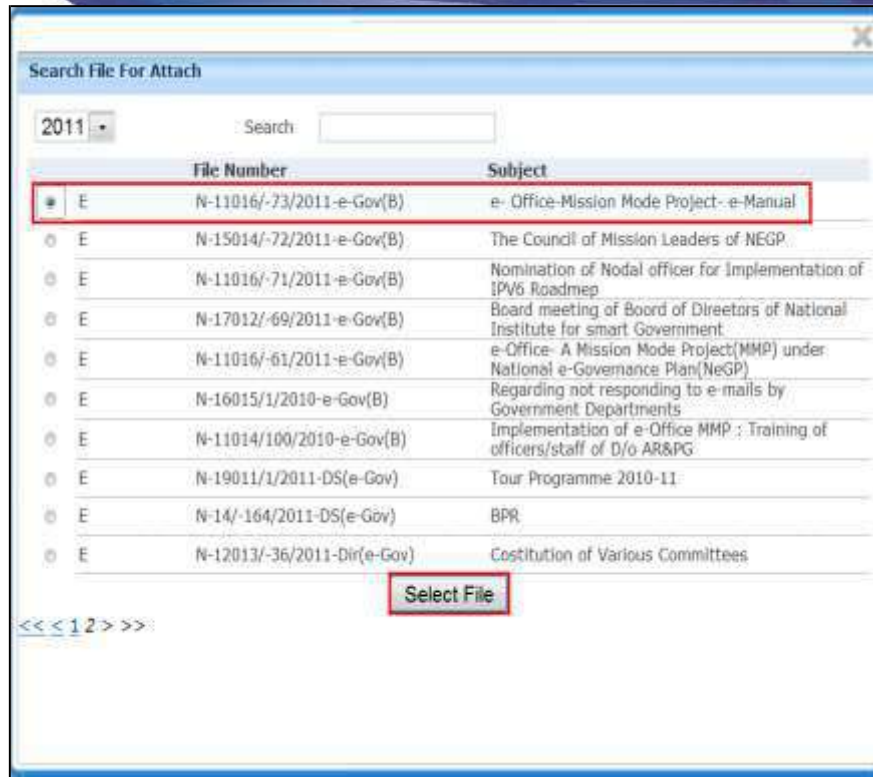 Search File For Attach
2011 Search
File Number Subject
E N-11016/-73/2011-e-Gov(B) e- Office-Mission Mode Project- e-Manual
E N-15014/-72/2011-e-Gov(B) The Council of Mission Leaders of NEGP
E N-11016/-71/2011-e-Gov(B) Nomination of Nodal officer for Implementation of
IPV6 Roadmep
E N-17012/-69/2011-e-Gov(B) Board meeting of Boord of Direetors of National
Institute for smart Government
E N-11016/-61/2011-e-Gov(B) e-Office- A Mission Mode Project(MMP) under
National e-Governance Plan(NeGP)
E N-16015/1/2010-e-Gov(B) Regarding not responding to e-mails by
Government Departments
E N-11014/100/2010-e-Gov(B) Implementation of e-Office MMP : Training of
officers/staff of D/o AR&PG
E N-19011/1/2011-DS(e-Gov) Tour Programme 2010-11
E N-14/-164/2011-DS(e-Gov) BPR
E N-12013/-36/2011-Dir(e-Gov) Costitution of Various Committees
Select File
<< < 1 2 > >>